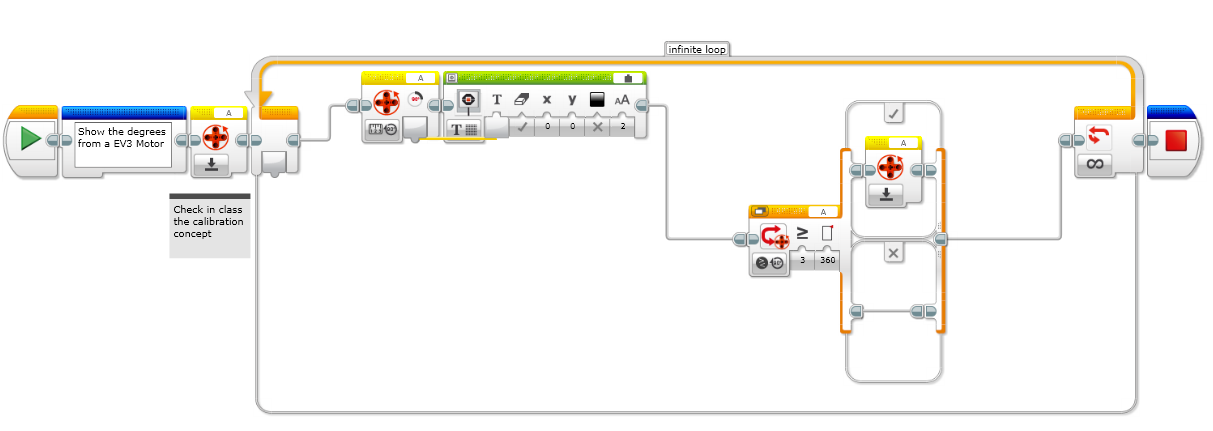 infinite loop
Show the degrees
from a EV3 Motor
A
Check in class
the calibration
concept
A
90°
T
x
y
AA
T
0
0
2
A
A
≥
3
360
∞